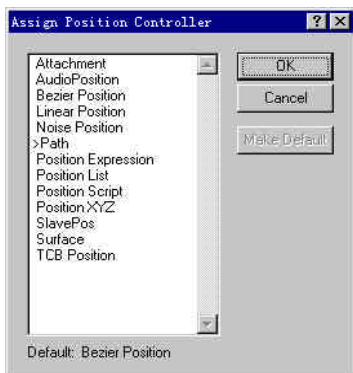 Assign Position Controller
Attachment
AudioPosition
Bezier Position
Linear Position
Noise Position
>Path
Position Expression
Position List
Position Script
Position XYZ
SlavePos
Surface
TCB Position
OK
Cancel
Make Default
Default: Bezier Position